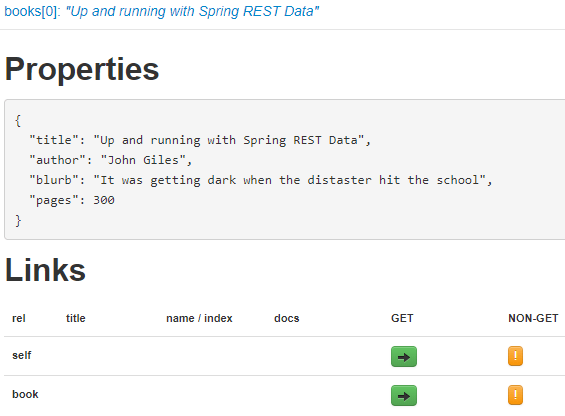 books[0]: "Up and running with Spring REST Data"
Properties
{
"title": "Up and running with Spring REST Data",
"author": "John Giles",
"blurb": "It was getting dark when the distaster hit the school",
"pages": 300
}
Links
rel title name / index docs GET NON-GET
self !
book !